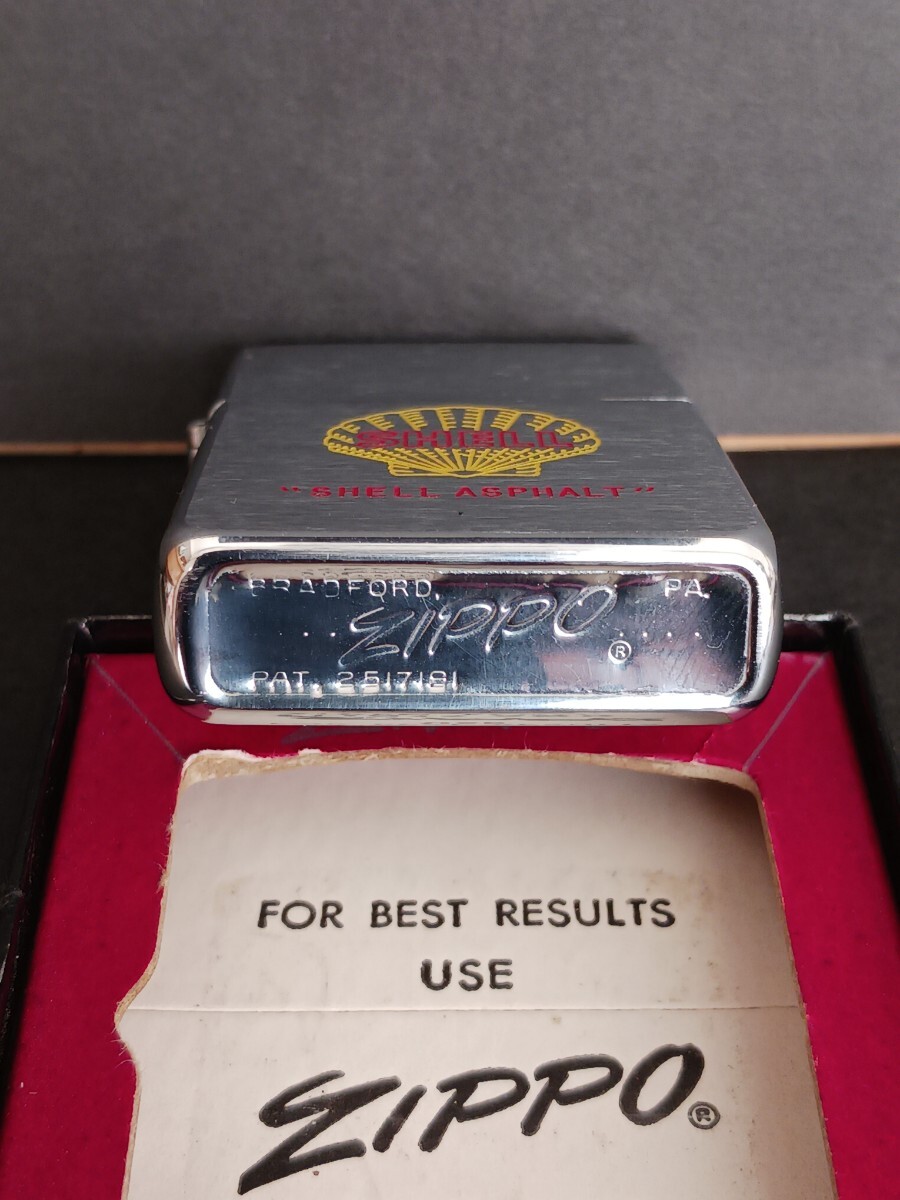 SHELL
"SHELL ASPHALT"
BRADFORD, PA.
ZIPPO ®
PAT. 2517191
FOR BEST RESULTS
USE
ZIPPO ®